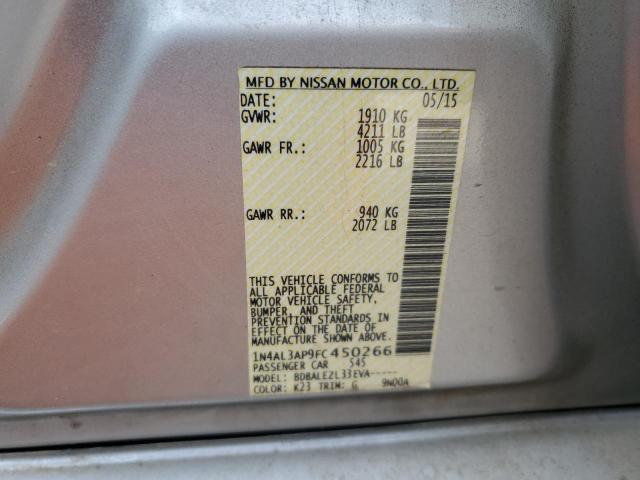 MFD BY NISSAN MOTOR CO., LTD.
DATE: 05/15
GVWR: 1910 KG
4211 LB
GAWR FR.: 1005 KG
2216 LB
GAWR RR.: 940 KG
2072 LB
THIS VEHICLE CONFORMS TO
ALL APPLICABLE FEDERAL
MOTOR VEHICLE SAFETY,
BUMPER, AND THEFT
PREVENTION STANDARDS IN
EFFECT ON THE DATE OF
MANUFACTURE SHOWN ABOVE.
1N4AL3AP9FC450266
PASSENGER CAR 545
MODEL: BDBALEZL33EVA-----
COLOR: K23 TRIM: G 9N00A